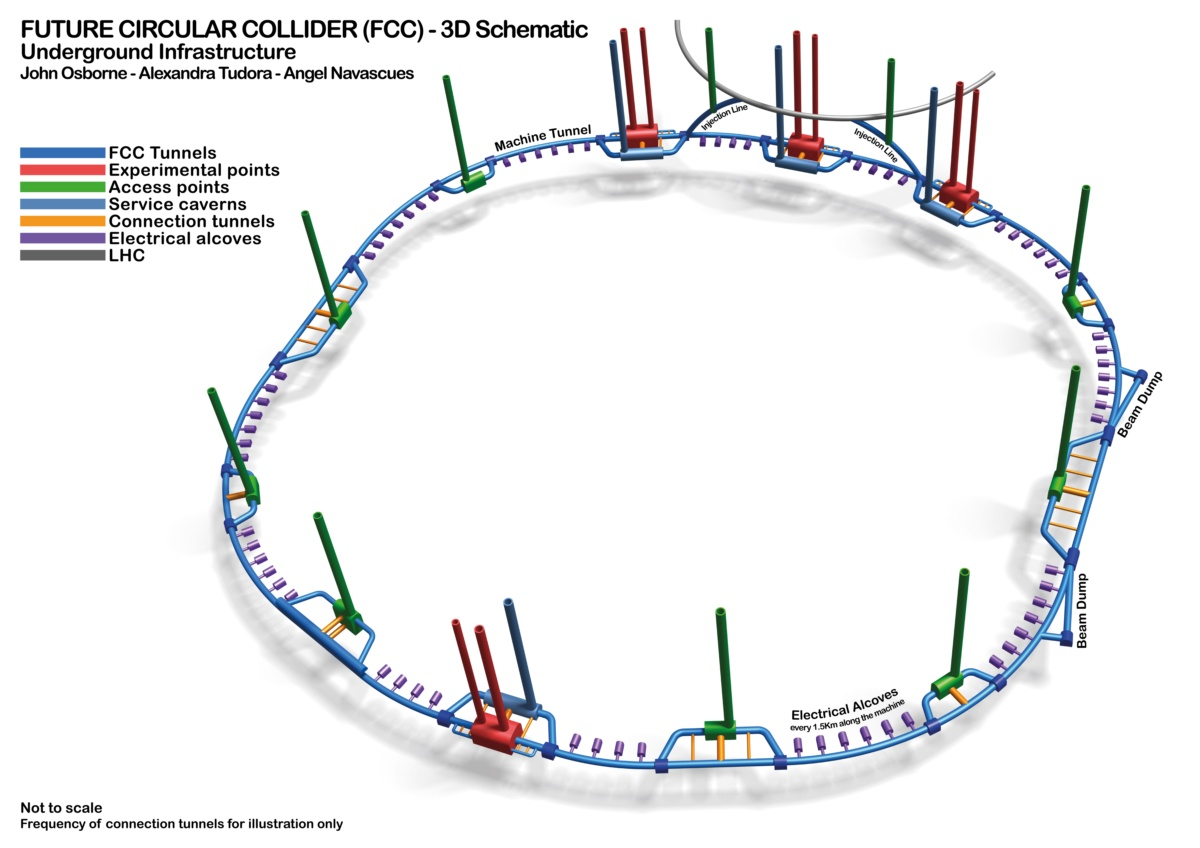 FUTURE CIRCULAR COLLIDER (FCC) - 3D Schematic
Underground Infrastructure
John Osborne - Alexandra Tudora - Angel Navascues
FCC Tunnels
Experimental points
Access points
Service caverns
Connection tunnels
Electrical alcoves
LHC
Machine Tunnel
Injection Line
Injection Line
Beam Dump
Beam Dump
Electrical Alcoves
every 1.5Km along the machine
Not to scale
Frequency of connection tunnels for illustration only